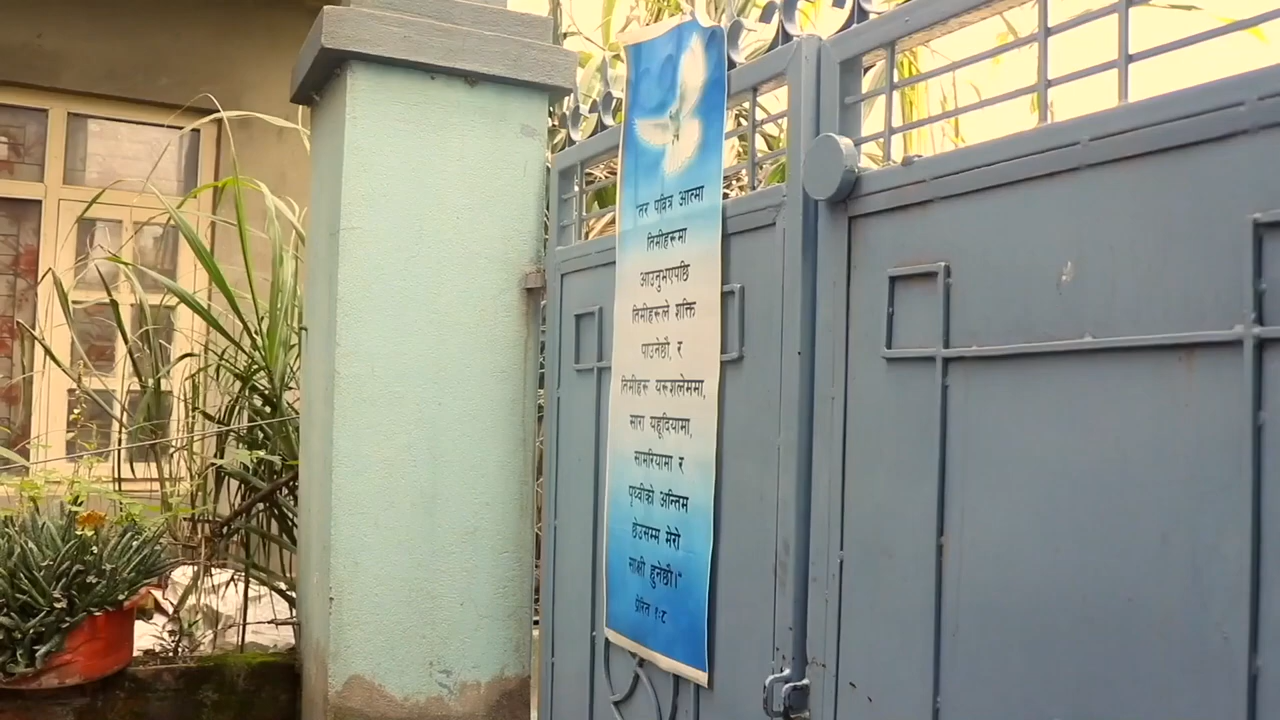 "तर पवित्र आत्मा
तिमीहरूमा
आउनुभएपछि
तिमीहरूले शक्ति
पाउनेछौ, र
तिमीहरू यरूशलेममा,
सारा यहूदियामा,
सामरियामा र
पृथ्वीको अन्तिम
छेउसम्म मेरो
साक्षी हुनेछौ।"
प्रेरित १:८